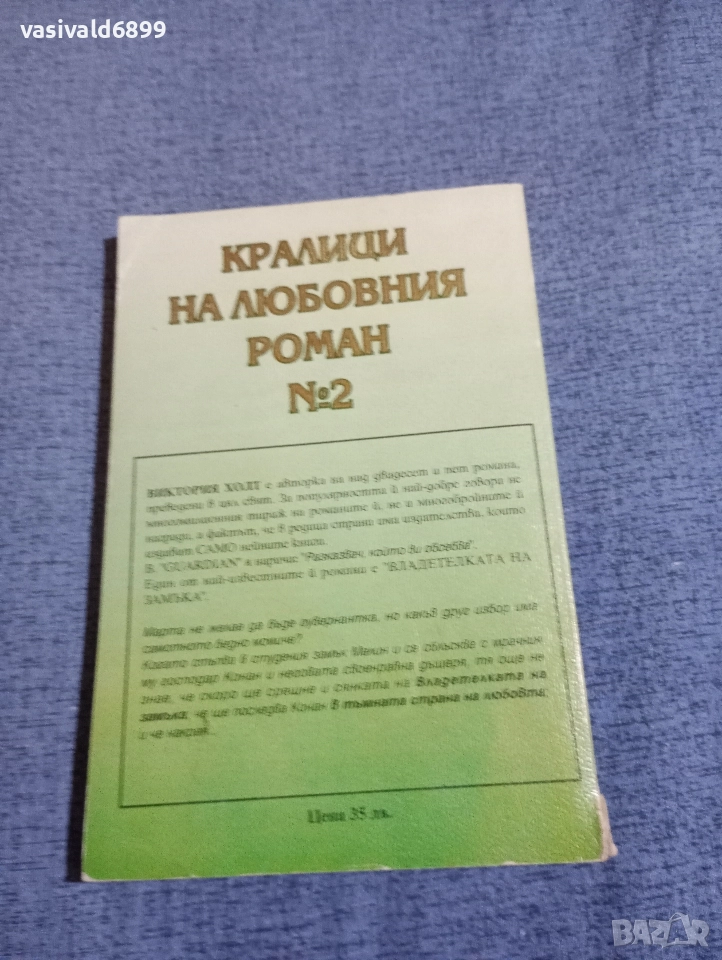 vasivald6899
КРАЛИЦИ
НА ЛЮБОВНИЯ
РОМАН
№2
ВИКТОРИЯ ХОЛТ е авторка на над двадесет и пет романа,
преведени в цял свят. За популярността й най-добре говори не
многомилионния тираж на романите й, не и многобройните й
награди, а фактът, че в редица страни има издателства, които
издават САМО нейните книги.
В "GUARDIAN" я наричат "Разказвач, който ви обсебва".
Един от най-известните й романи е "ВЛАДЕТЕЛКАТА НА
ЗАМЪКА".
Марта не желае да бъде гувернантка, но какъв друг избор има
самотното бедно момиче?
Когато стъпва в студения замък Мелин и се сблъсква с мрачния
му господар Конан и неговата своенравна дъщеря, тя още не
знае, че скоро ще срещне и сянката на Владетелката на
замъка, че ще последва Конан в тъмната страна на любовта,
и че накрая..
Цена 35 лв.
BAZAR